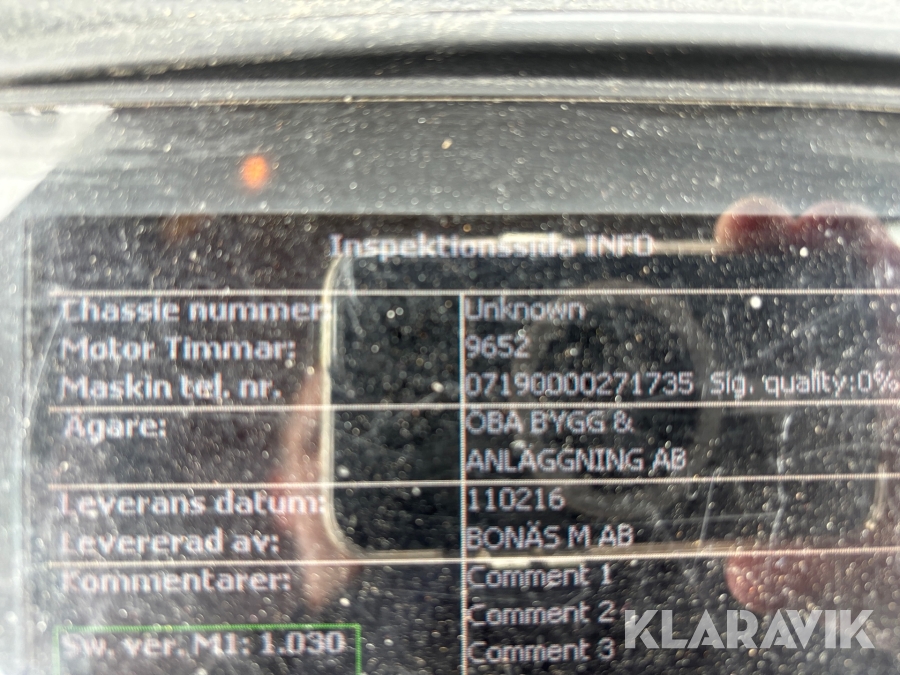 Inspektionssida INFO
Chassie nummer Unknown
Motor Timmar: 9652
Maskin tel. nr. 07190000271735 Sig. quality:0%
Ägare: OBA BYGG &
ANLÄGGNING AB
Leverans datum: 110216
Levererad av: BONÄS M AB
Kommentarer: Comment 1
Comment 2
Comment 3
Sw. ver. M1: 1.030
KLARAVIK